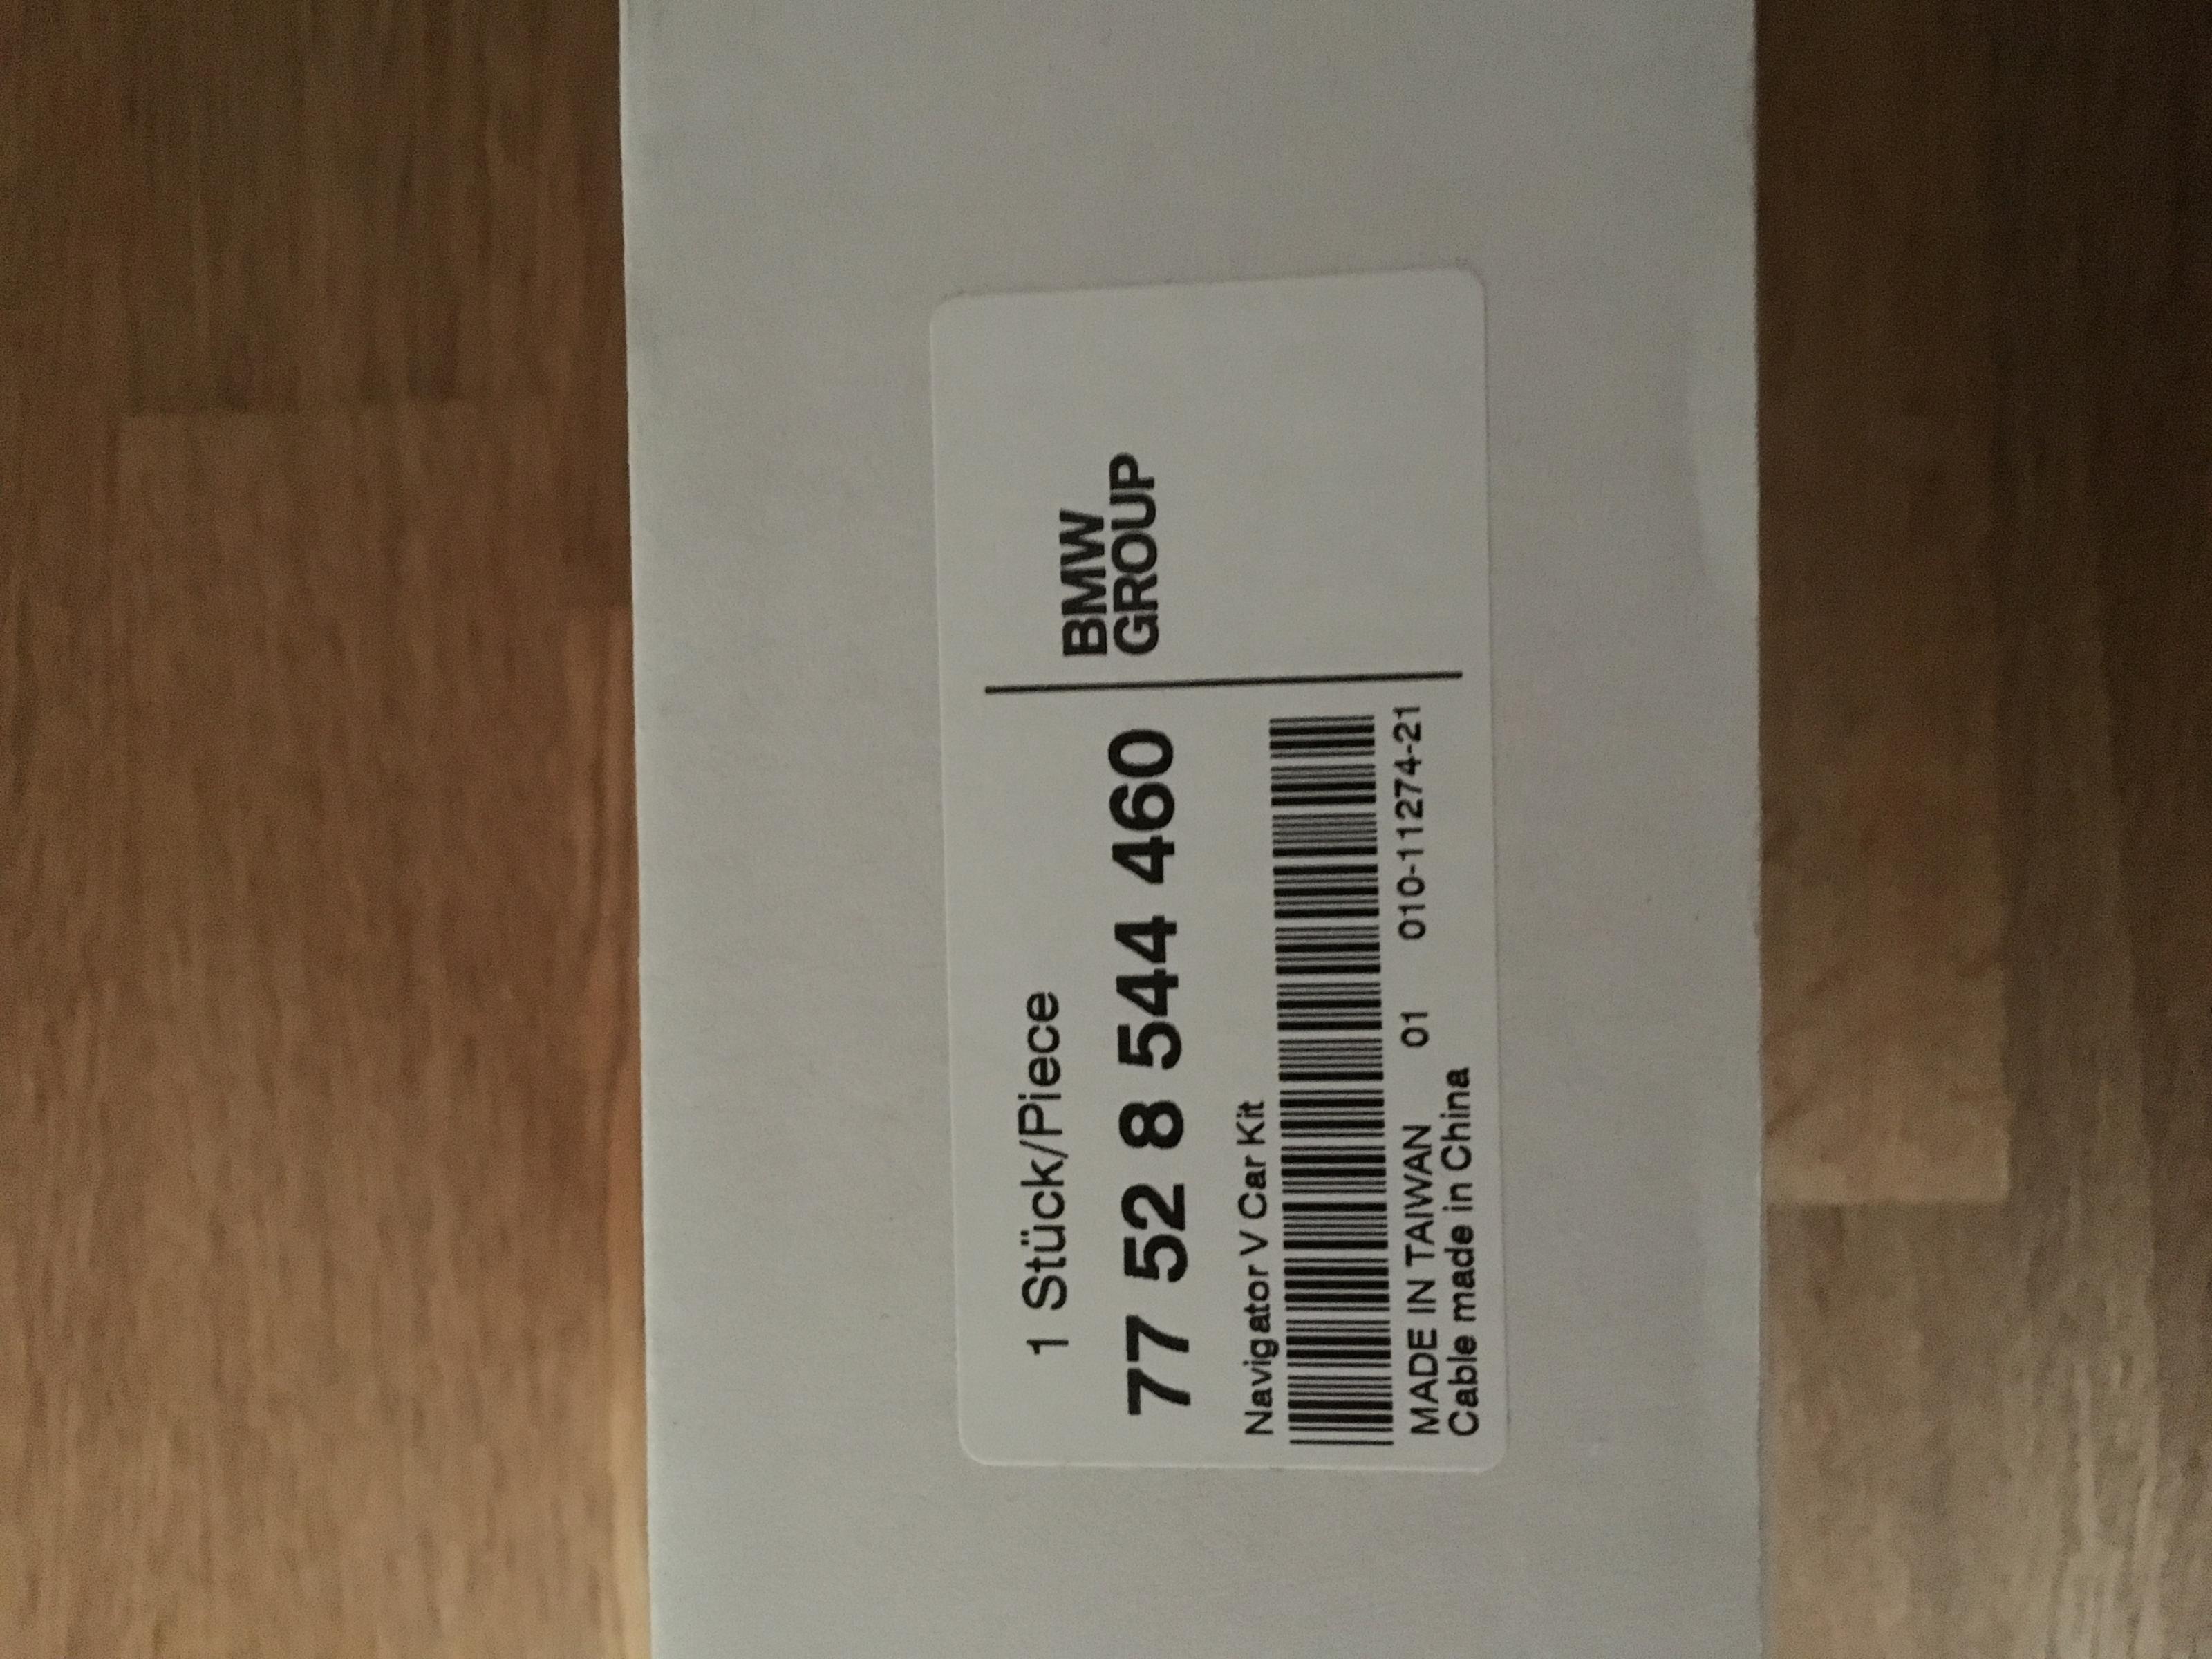 1 Stück/Piece
77 52 8 544 460
Navigator V Car Kit
MADE IN TAIWAN 01 010-11274-21
Cable made in China
BMW
GROUP